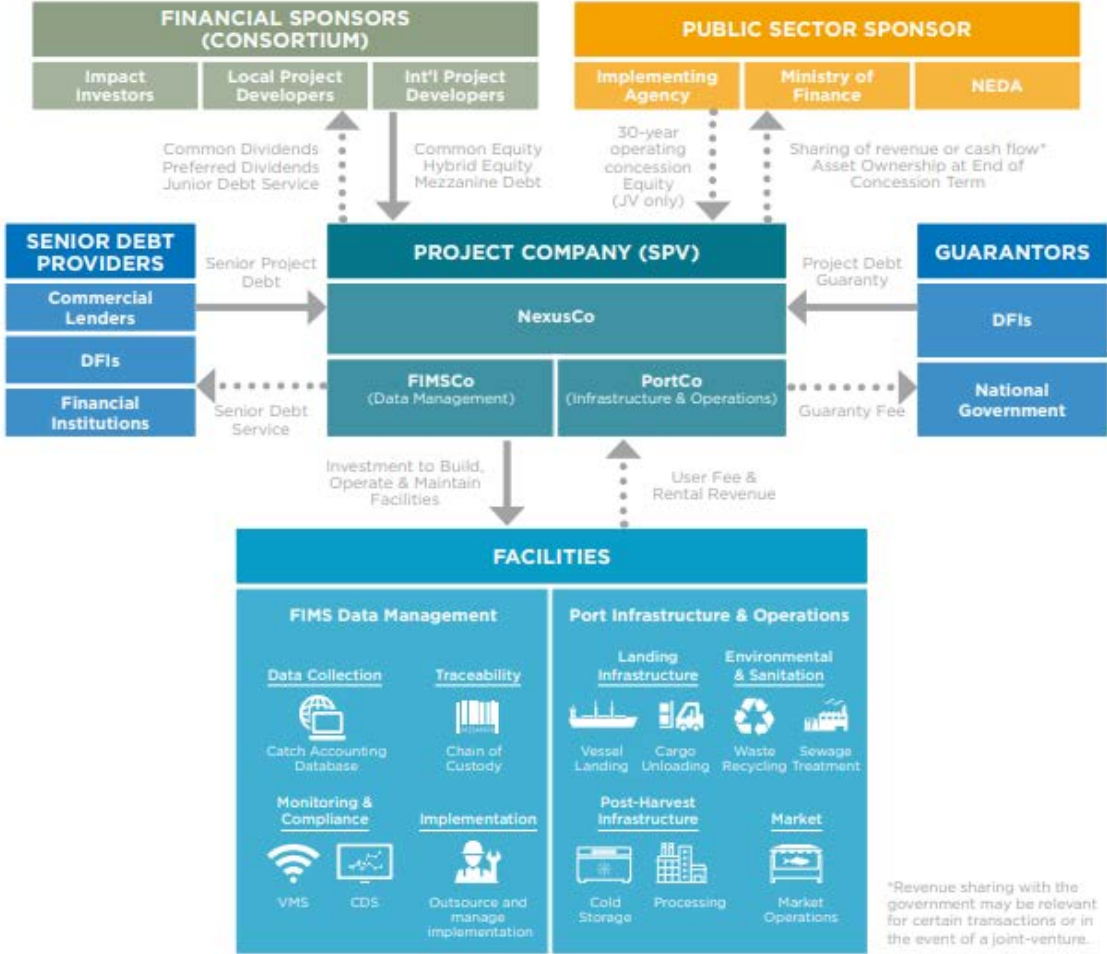 FINANCIAL SPONSORS
(CONSORTIUM)
Impact
Investors
Local Project
Developers
Int'l Project
Developers
PUBLIC SECTOR SPONSOR
Implementing
Agency
Ministry of
Finance
NEDA
Common Dividends
Preferred Dividends
Junior Debt Service
Common Equity
Hybrid Equity
Mezzanine Debt
30-year
operating
concession
Equity
(JV only)
Sharing of revenue or cash flow*
Asset Ownership at End of
Concession Term
SENIOR DEBT
PROVIDERS
Commercial
Lenders
DFIs
Financial
Institutions
Senior Project
Debt
Senior Debt
Service
PROJECT COMPANY (SPV)
NexusCo
FIMSCo
(Data Management)
PortCo
(Infrastructure & Operations)
Project Debt
Guaranty
Guaranty Fee
GUARANTORS
DFIs
National
Government
Investment to Build,
Operate & Maintain
Facilities
User Fee &
Rental Revenue
FACILITIES
FIMS Data Management
Data Collection
Catch Accounting
Database
Traceability
Chain of
Custody
Monitoring &
Compliance
VMS
CDS
Implementation
Outsource and
manage
implementation
Port Infrastructure & Operations
Landing
Infrastructure
Vessel
Landing
Cargo
Unloading
Environmental
& Sanitation
Waste
Recycling
Sewage
Treatment
Post-Harvest
Infrastructure
Cold
Storage
Processing
Market
Market
Operations
*Revenue sharing with the
government may be relevant
for certain transactions or in
the event of a joint-venture.